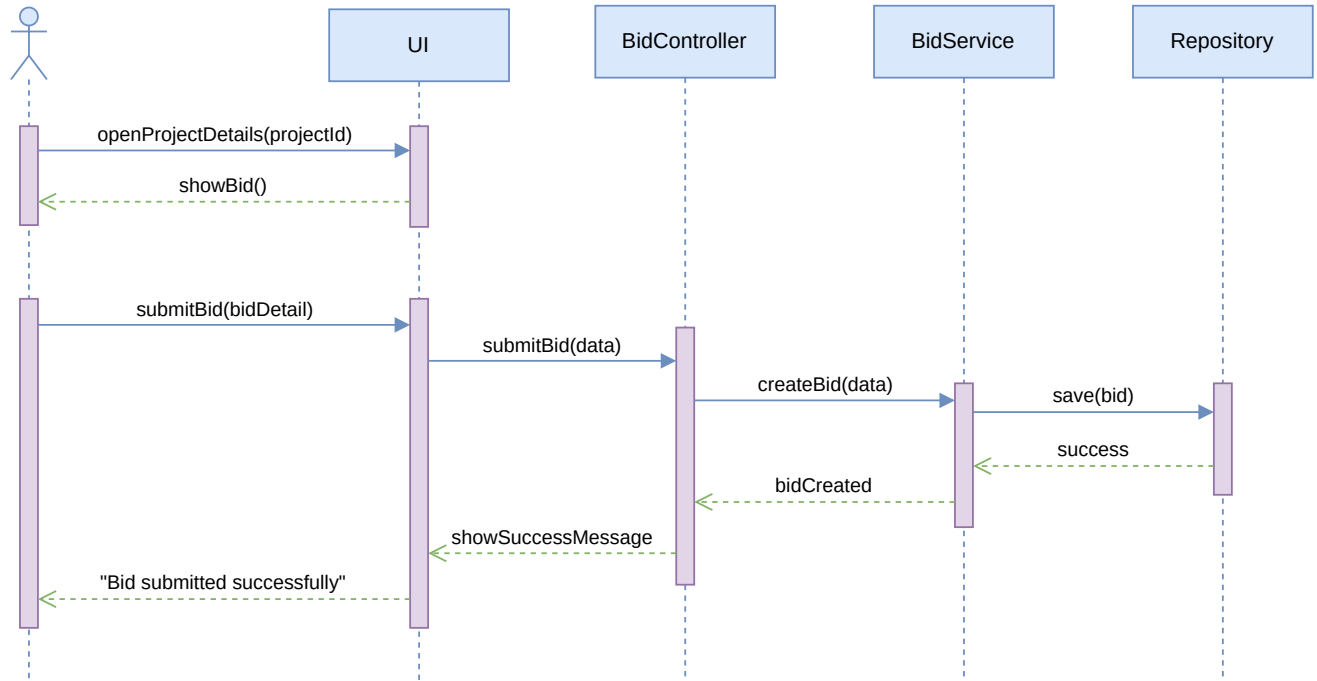 UI
BidController
BidService
Repository
openProjectDetails(projectId)
showBid()
submitBid(bidDetail)
submitBid(data)
createBid(data)
save(bid)
success
bidCreated
showSuccessMessage
"Bid submitted successfully"